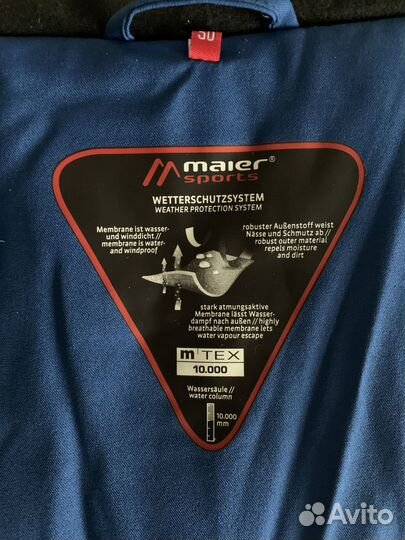 50
maier®
sports
WETTERSCHUTZSYSTEM
WEATHER PROTECTION SYSTEM
Membrane ist wasser-
und winddicht //
membrane is water-
and windproof
robuster Außenstoff weist
Nässe und Schmutz ab //
robust outer material
repels moisture
and dirt
stark atmungsaktive
Membrane lässt Wasser-
dampf nach außen // highly
breathable membrane lets
water vapour escape
m TEX
10.000
Wassersäule //
water column
10.000
mm
Avito